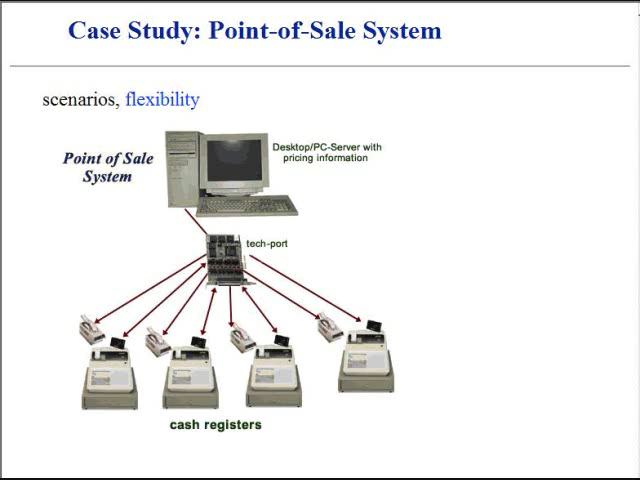 Case Study: Point-of-Sale System
scenarios, flexibility
Point of Sale
System
Desktop/PC-Server with
pricing information
tech-port
cash registers